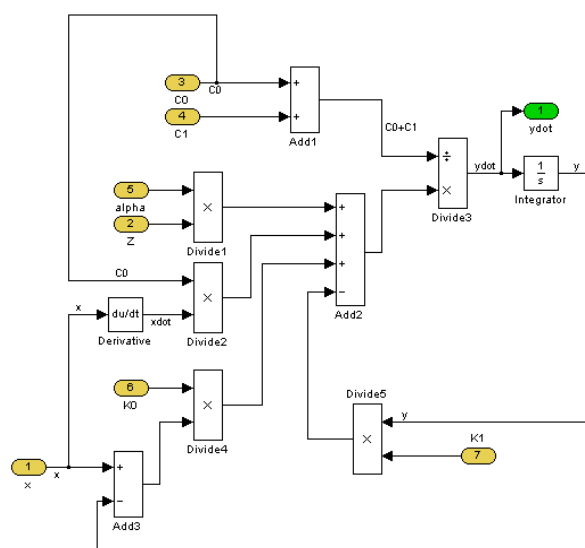 3
C0
C0
4
C1
+
+
Add1
C0+C1
÷
×
Divide3
ydot
1
ydot
1
s
Integrator
y
5
alpha
2
Z
×
Divide1
+
+
+
−
Add2
C0
×
Divide2
x
du/dt
Derivative
xdot
6
K0
×
Divide4
Divide5
×
y
K1
7
1
x
x
+
−
Add3